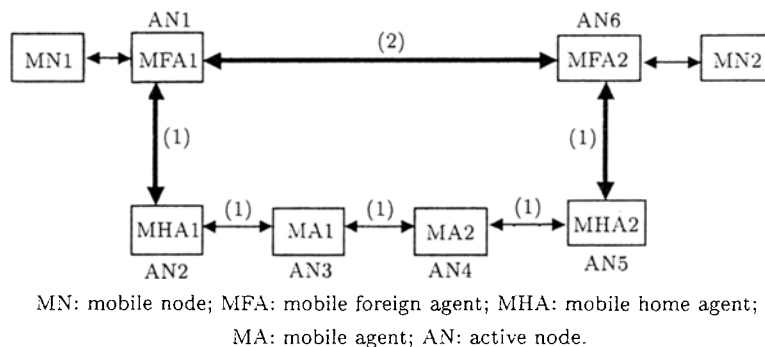 AN1 AN6
(2)
MN1 MFA1 MFA2 MN2
(1) (1)
(1) (1) (1)
MHA1 MA1 MA2 MHA2
AN2 AN3 AN4 AN5
MN: mobile node; MFA: mobile foreign agent; MHA: mobile home agent;
MA: mobile agent; AN: active node.